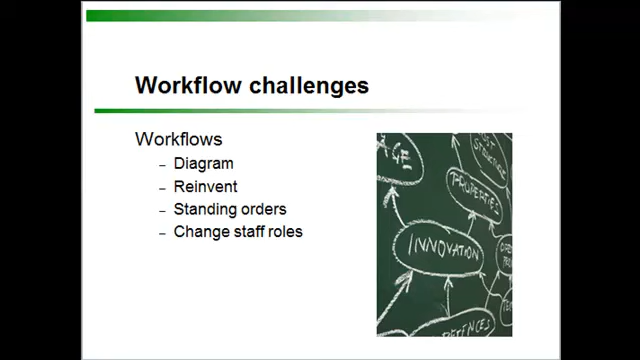 Workflow challenges
Workflows
– Diagram
– Reinvent
– Standing orders
– Change staff roles
PROPERTIES
INNOVATION